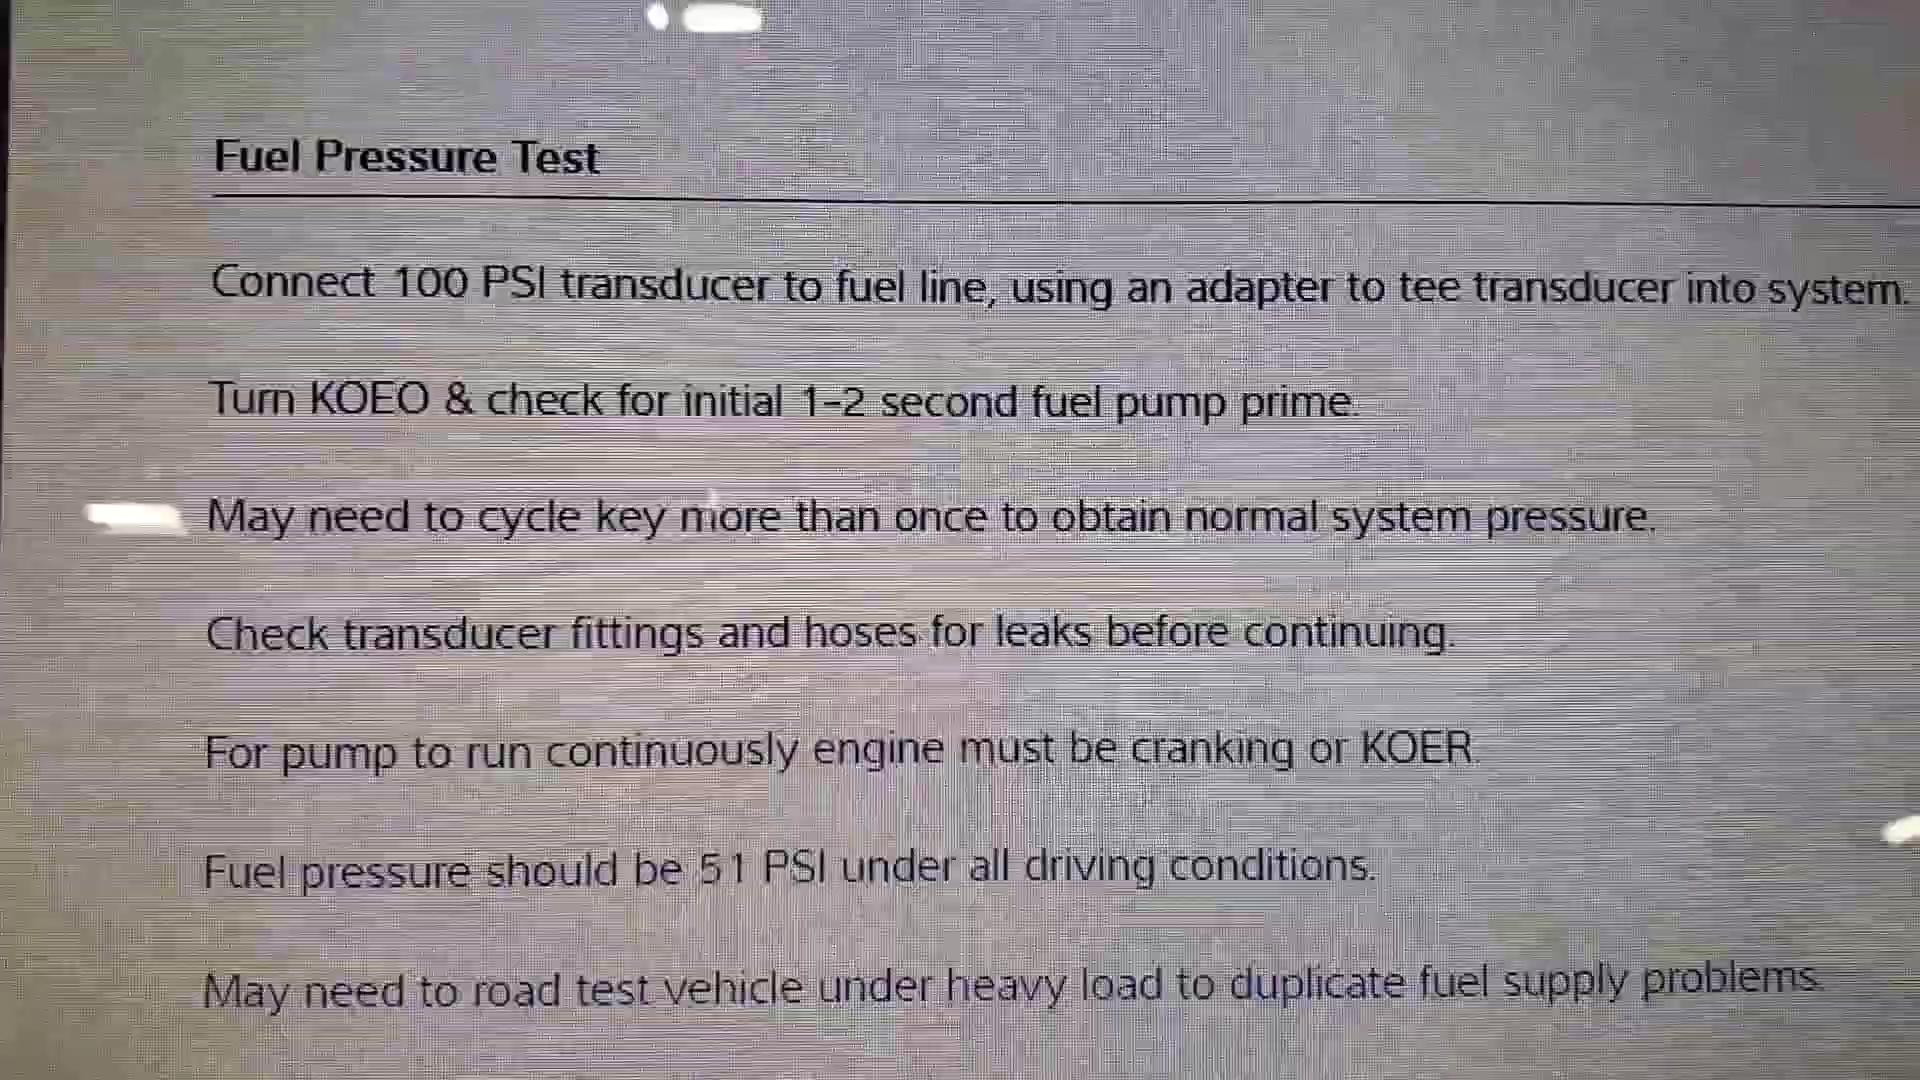 Fuel Pressure Test
Connect 100 PSI transducer to fuel line, using an adapter to tee transducer into system.
Turn KOEO & check for initial 1-2 second fuel pump prime.
May need to cycle key more than once to obtain normal system pressure.
Check transducer fittings and hoses for leaks before continuing.
For pump to run continuously engine must be cranking or KOER.
Fuel pressure should be 51 PSI under all driving conditions.
May need to road test vehicle under heavy load to duplicate fuel supply problems.